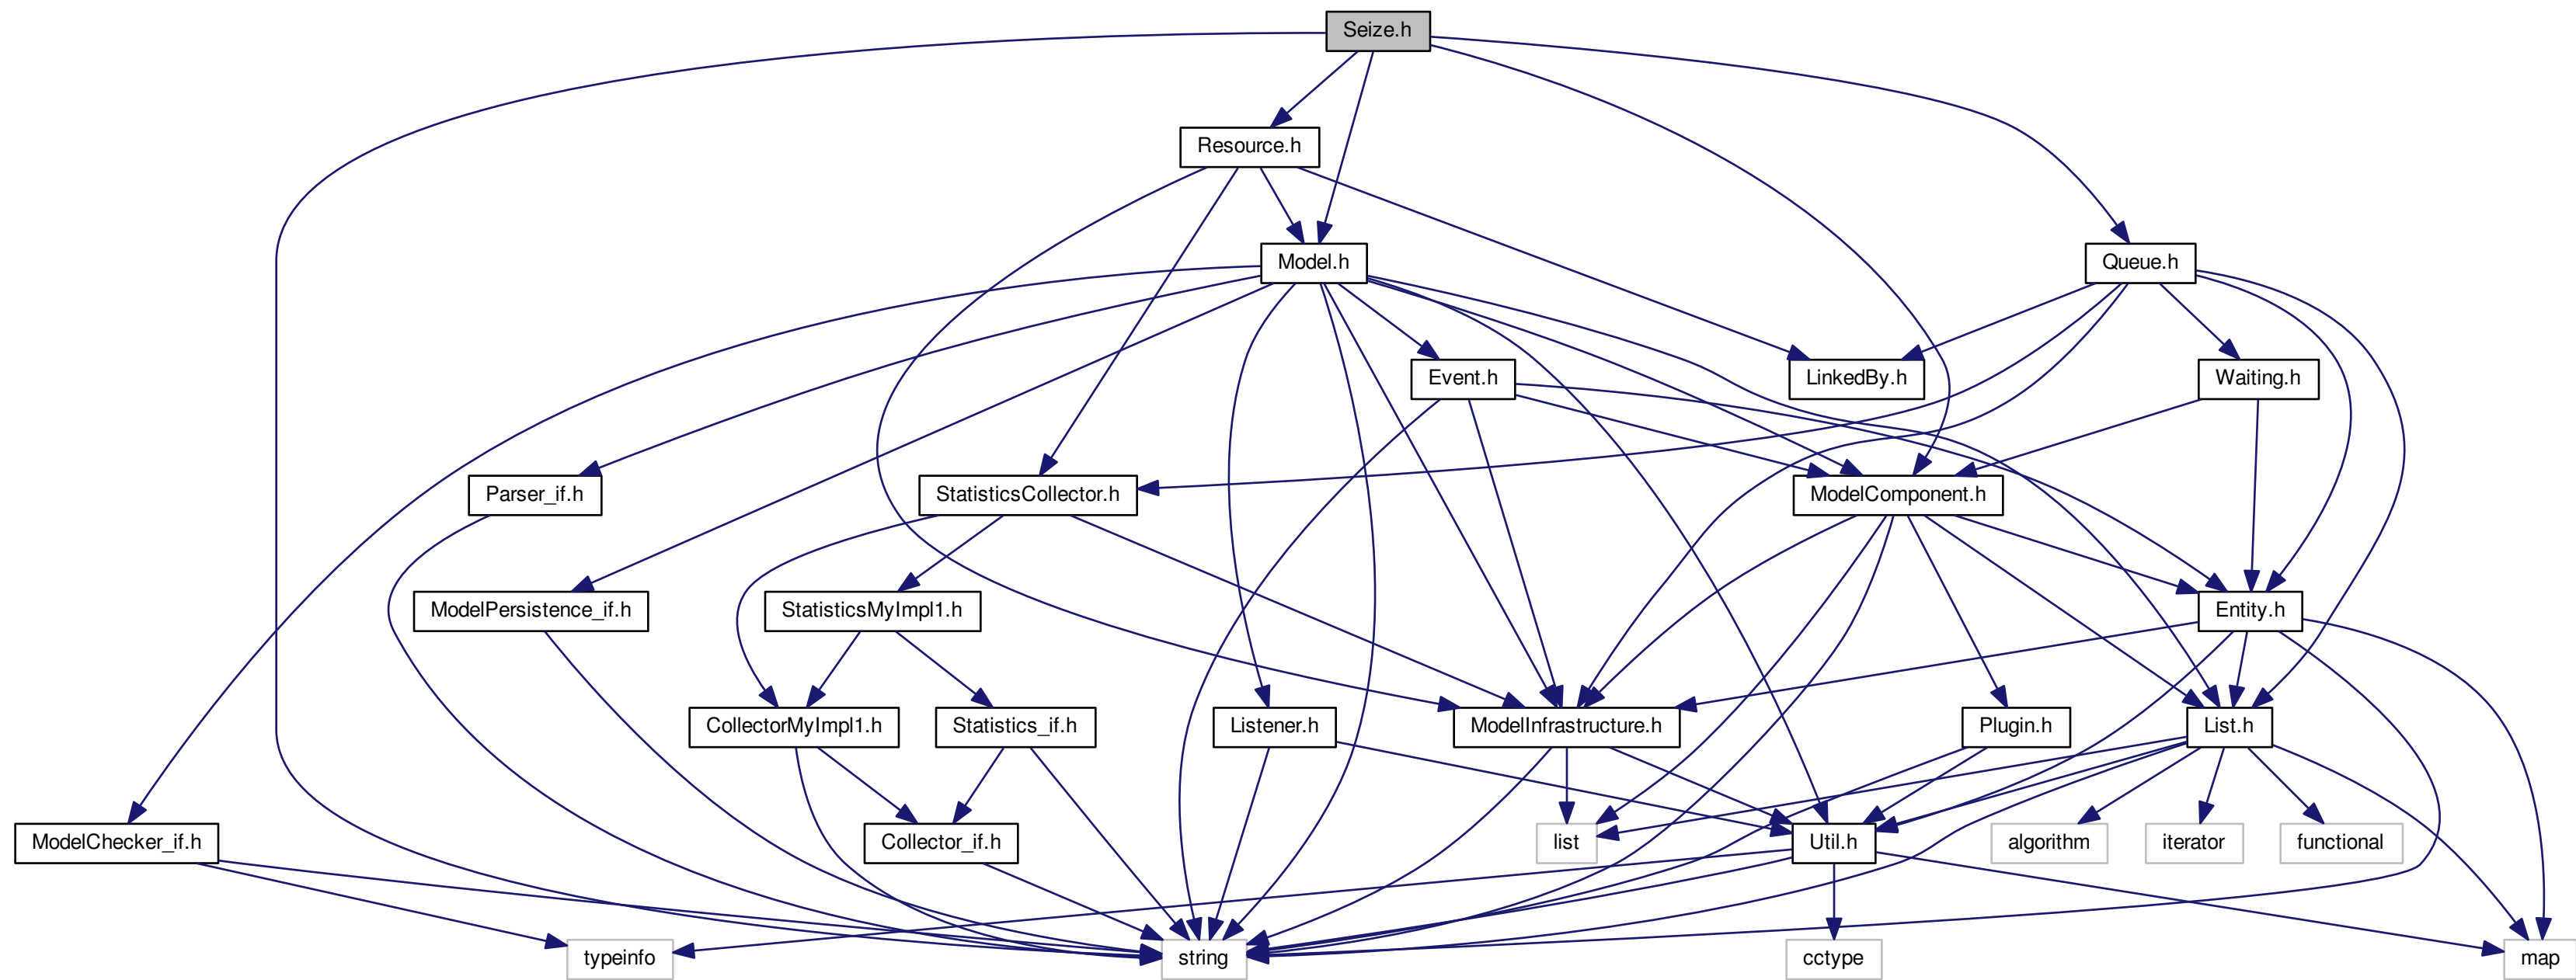 Seize.h
Resource.h
Model.h
Queue.h
Event.h
LinkedBy.h
Waiting.h
Parser_if.h
StatisticsCollector.h
ModelComponent.h
ModelPersistence_if.h
StatisticsMyImpl1.h
Entity.h
CollectorMyImpl1.h
Statistics_if.h
Listener.h
ModelInfrastructure.h
Plugin.h
List.h
ModelChecker_if.h
Collector_if.h
list
Util.h
algorithm
iterator
functional
typeinfo
string
cctype
map